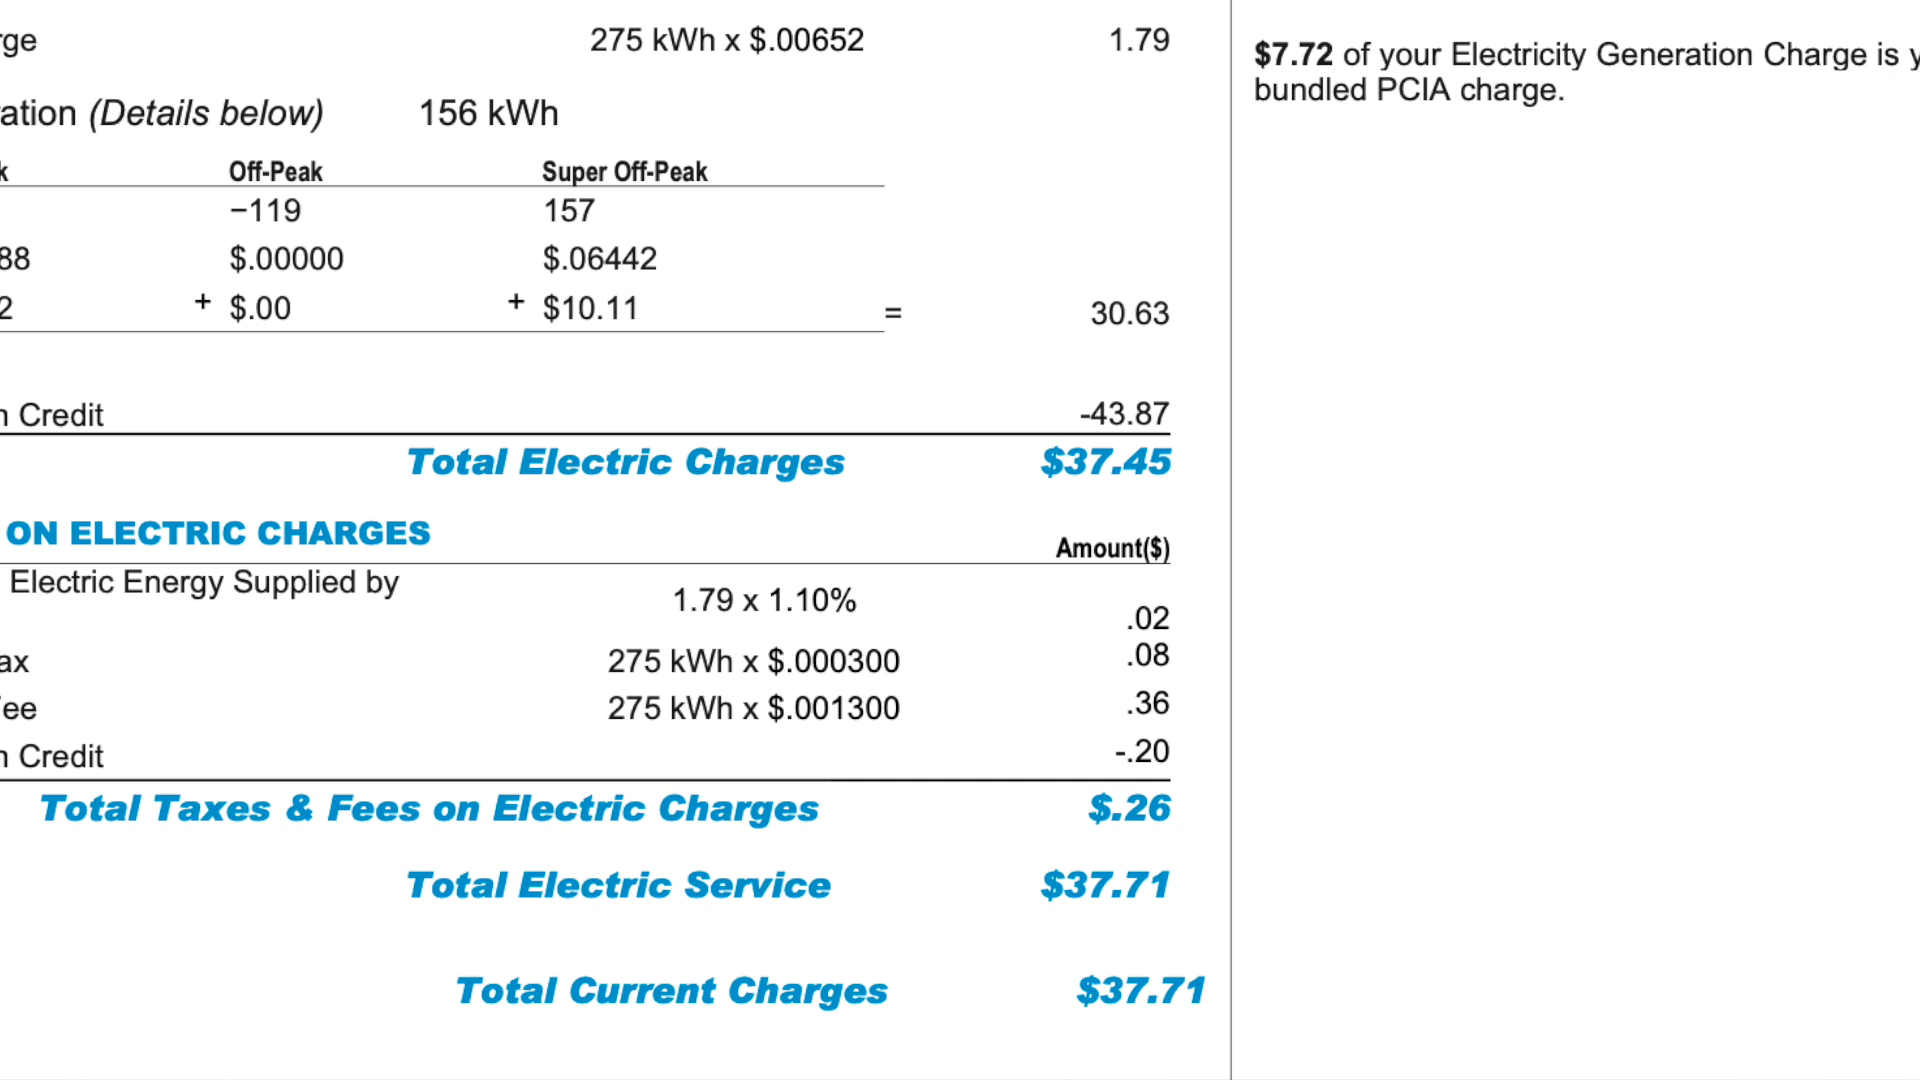 rge 275 kWh x $.00652 1.79
ation (Details below) 156 kWh
k Off-Peak Super Off-Peak
−119 157
88 $.00000 $.06442
2 + $.00 + $10.11 = 30.63
n Credit -43.87
Total Electric Charges $37.45
ON ELECTRIC CHARGES Amount($)
Electric Energy Supplied by 1.79 x 1.10% .02
ax 275 kWh x $.000300 .08
ee 275 kWh x $.001300 .36
n Credit -.20
Total Taxes & Fees on Electric Charges $.26
Total Electric Service $37.71
Total Current Charges $37.71
$7.72 of your Electricity Generation Charge is y
bundled PCIA charge.